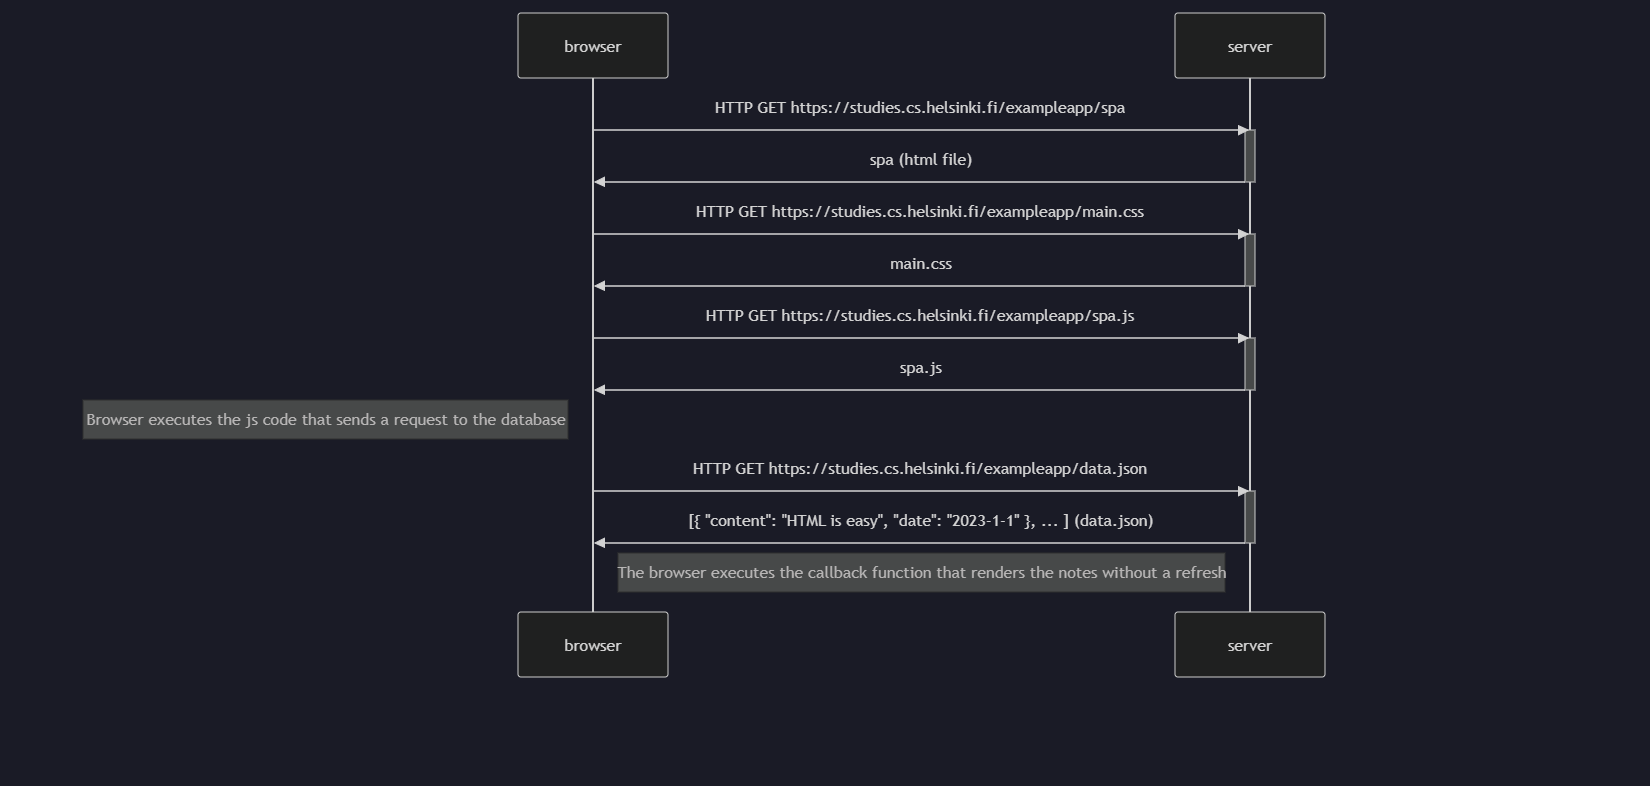 browser
server
HTTP GET https://studies.cs.helsinki.fi/exampleapp/spa
spa (html file)
HTTP GET https://studies.cs.helsinki.fi/exampleapp/main.css
main.css
HTTP GET https://studies.cs.helsinki.fi/exampleapp/spa.js
spa.js
Browser executes the js code that sends a request to the database
HTTP GET https://studies.cs.helsinki.fi/exampleapp/data.json
[{ "content": "HTML is easy", "date": "2023-1-1" }, ... ] (data.json)
The browser executes the callback function that renders the notes without a refresh
browser
server